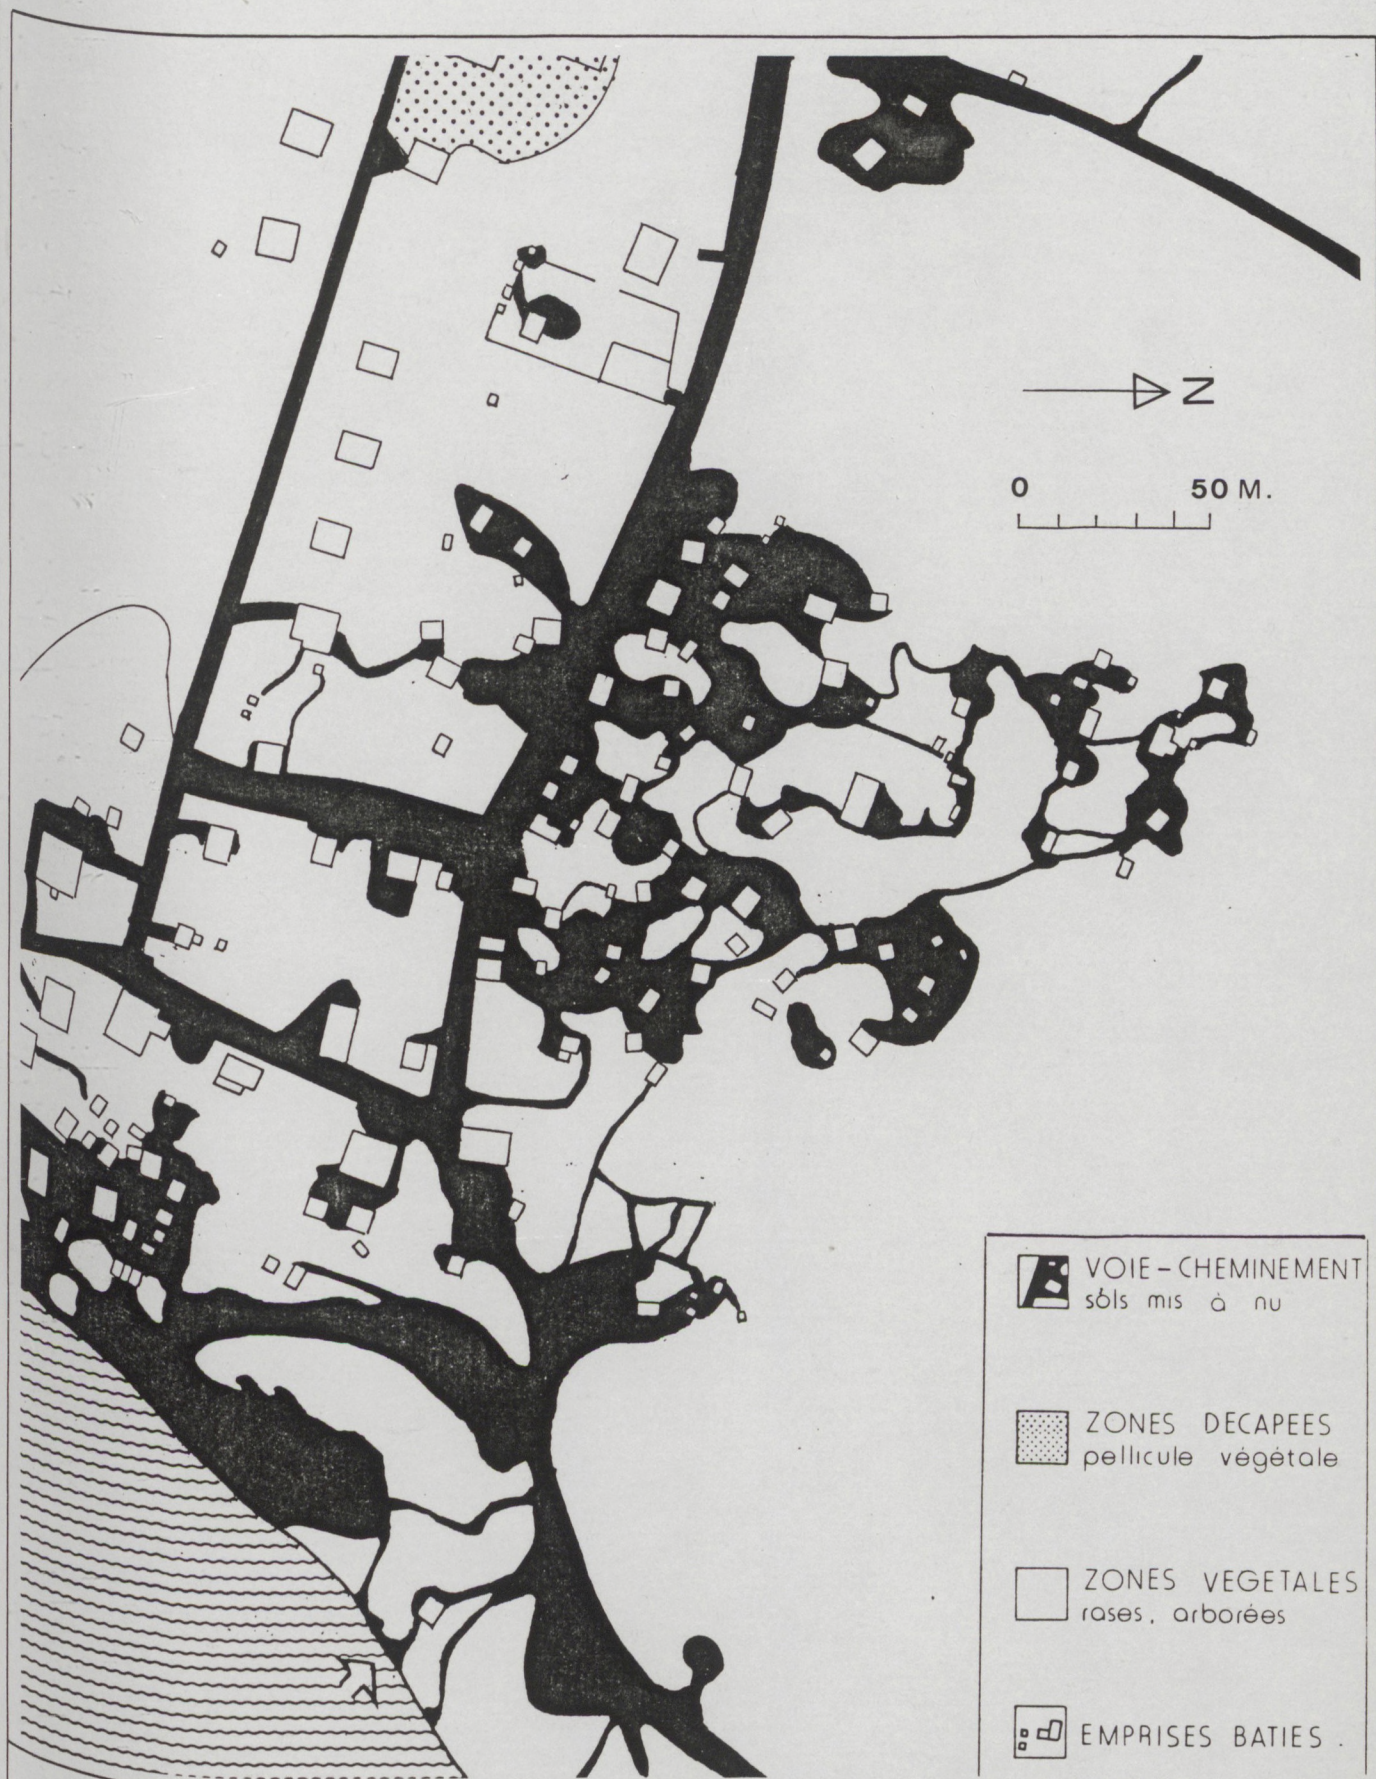 N
0 50 M.
VOIE-CHEMINEMENT
sols mis à nu
ZONES DECAPEES
pellicule végétale
ZONES VEGETALES
rases, arborées
EMPRISES BATIES.